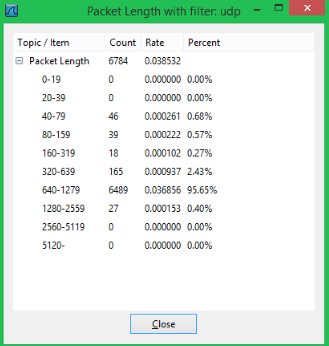 Packet Length with filter: udp
Topic / Item Count Rate Percent
Packet Length 6784 0.038532
0-19 0 0.000000 0.00%
20-39 0 0.000000 0.00%
40-79 46 0.000261 0.68%
80-159 39 0.000222 0.57%
160-319 18 0.000102 0.27%
320-639 165 0.000937 2.43%
640-1279 6489 0.036856 95.65%
1280-2559 27 0.000153 0.40%
2560-5119 0 0.000000 0.00%
5120- 0 0.000000 0.00%
Close